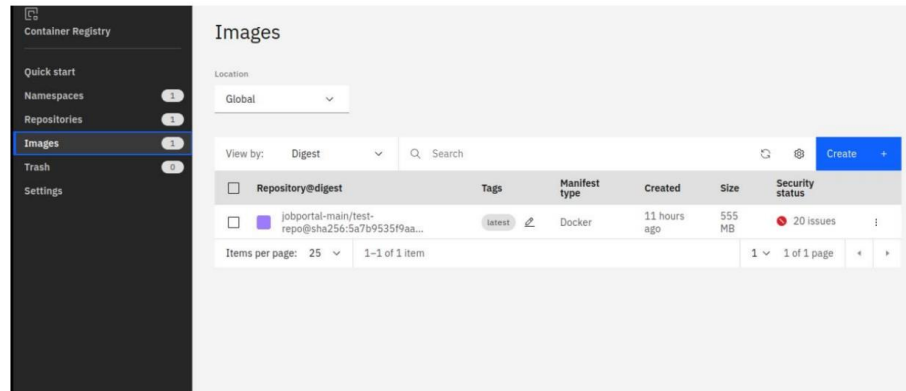 Container Registry
Quick start
Namespaces 1
Repositories 1
Images 1
Trash 0
Settings
Images
Location
Global
View by: Digest Search Create +
Repository@digest Tags Manifest type Created Size Security status
jobportal-main/test-
repo@sha256:5a7b9535f9aa...
latest Docker 11 hours ago 555 MB 20 issues
Items per page: 25 1–1 of 1 item 1 1 of 1 page